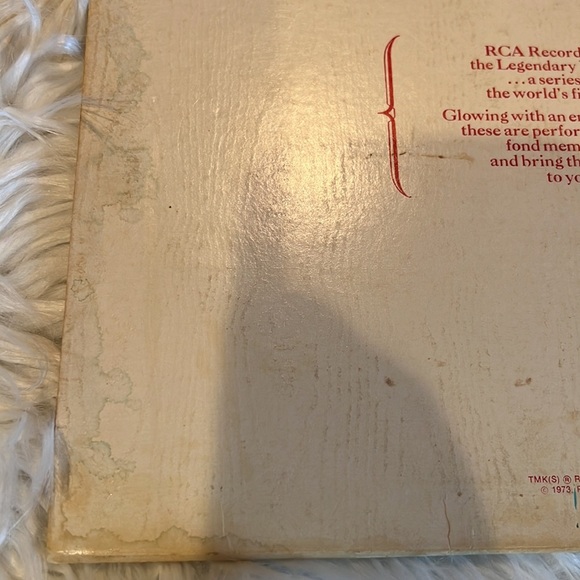 RCA Record
the Legendary
...a series
the world's fi
Glowing with an e
these are perfor
fond mem
and bring th
to yo
TMK(S) ® R
© 1973